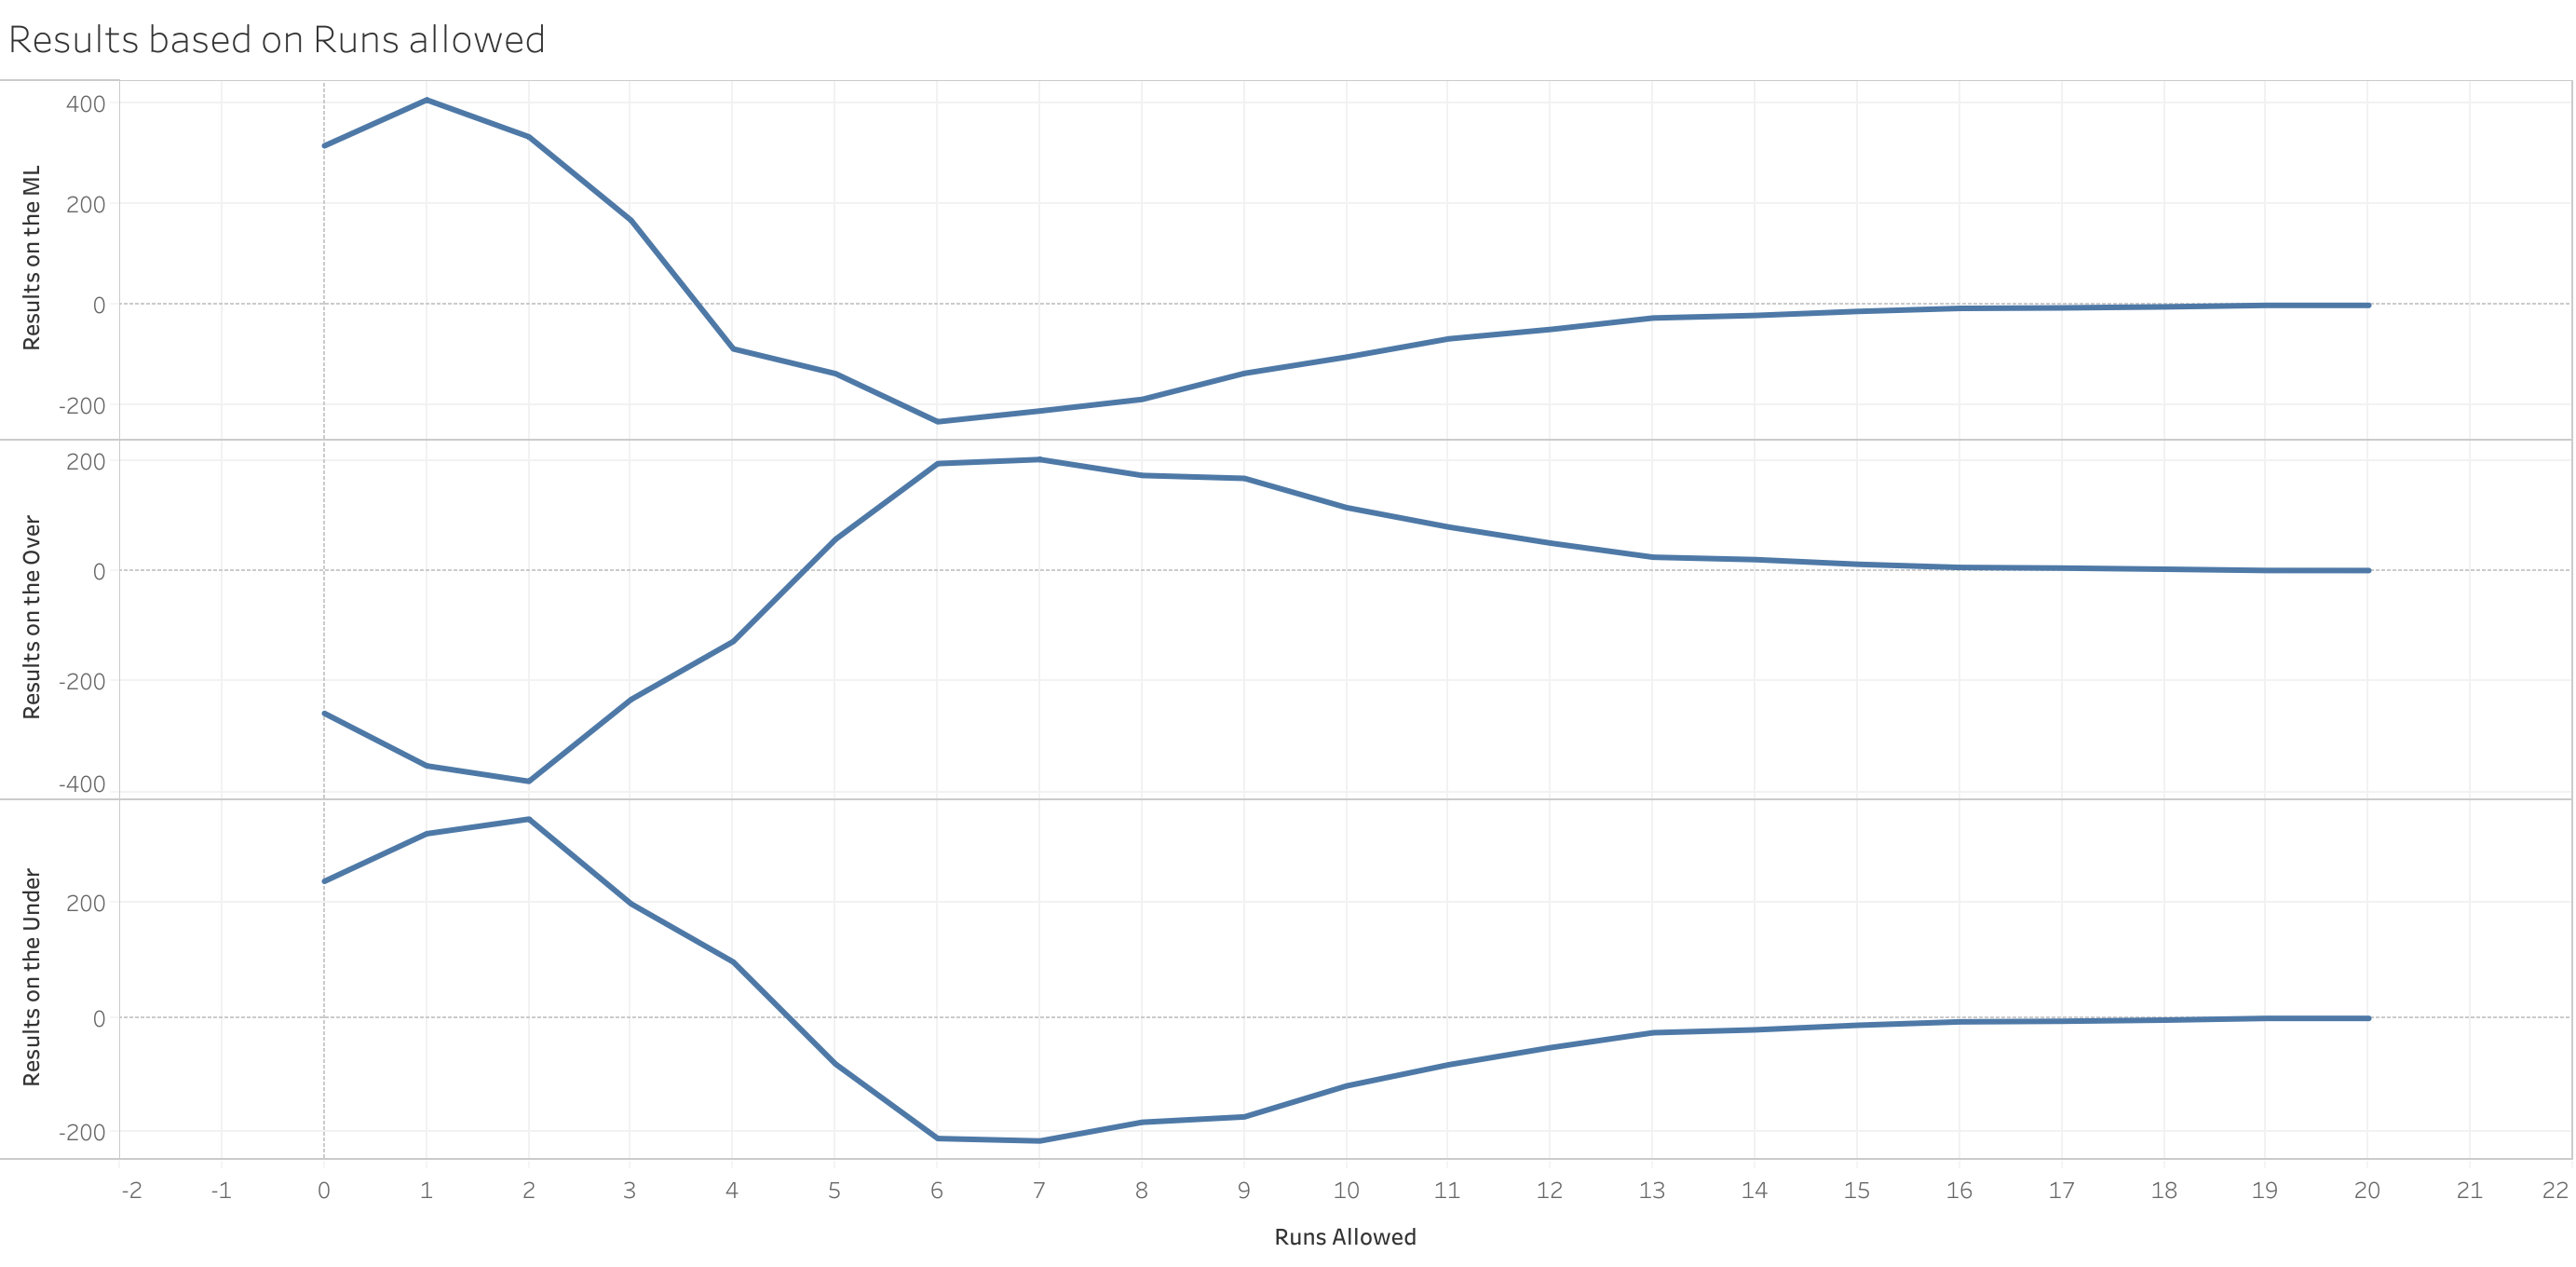 Results based on Runs allowed
Results on the ML
400
200
0
-200
Results on the Over
200
0
-200
-400
Results on the Under
200
0
-200
-2 -1 0 1 2 3 4 5 6 7 8 9 10 11 12 13 14 15 16 17 18 19 20 21 22
Runs Allowed